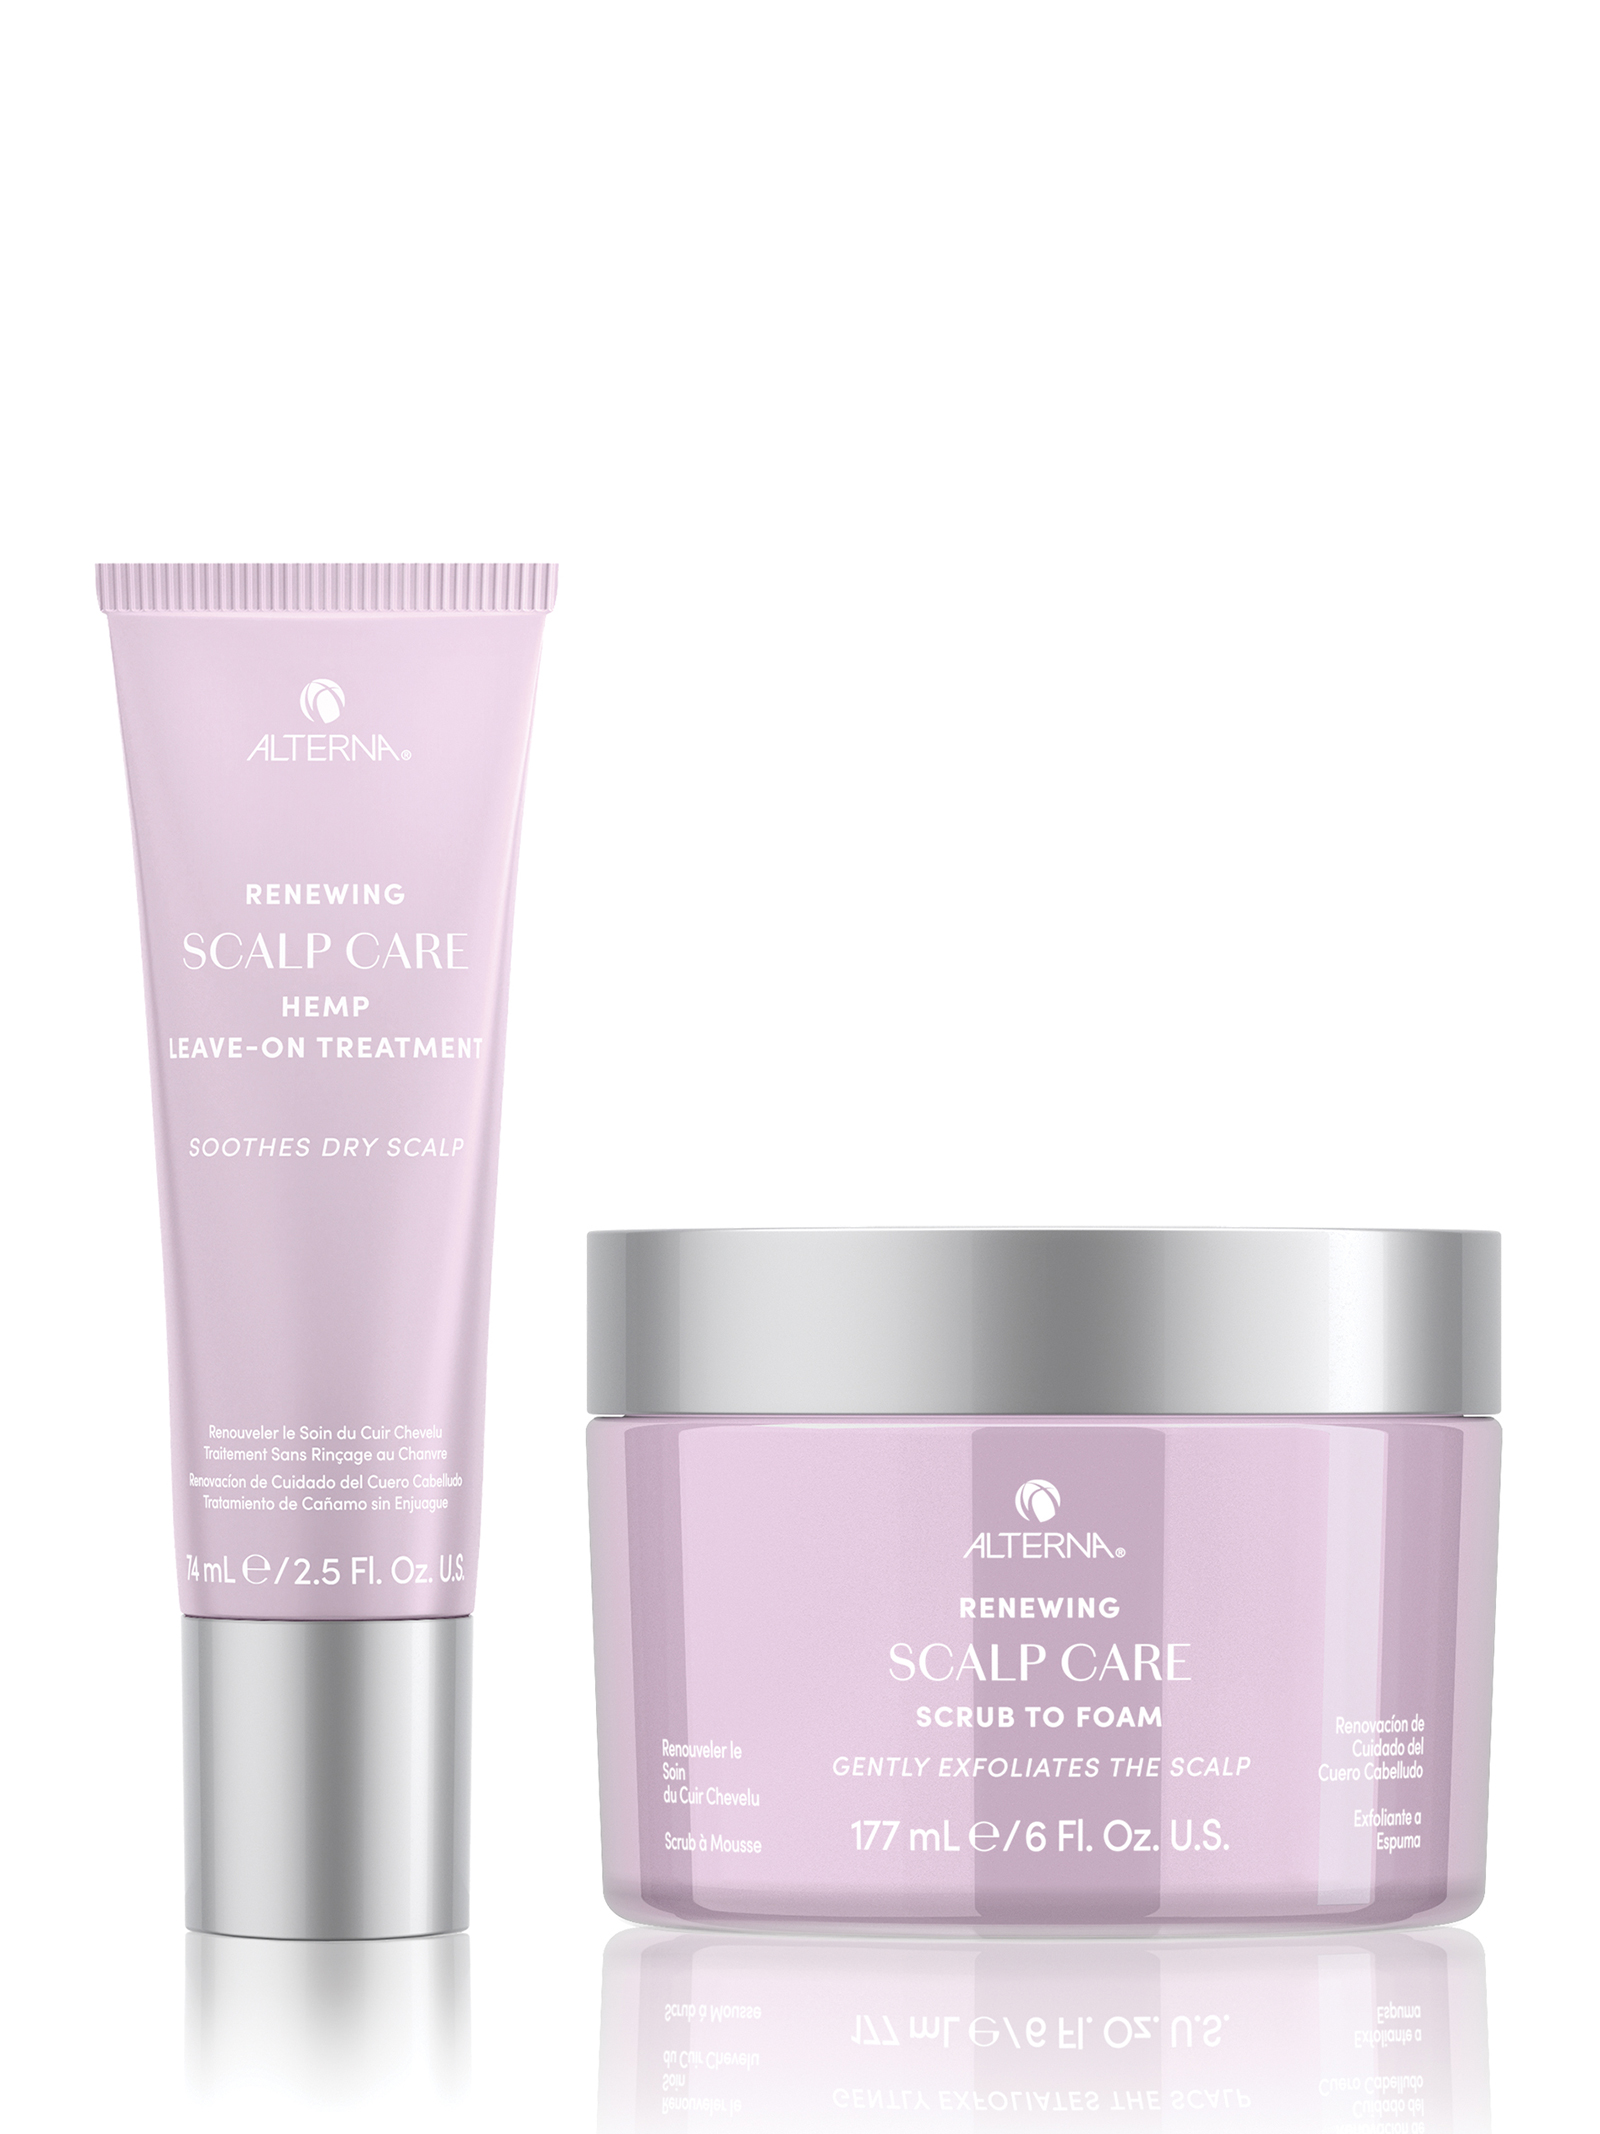 ALTERNA®
RENEWING
SCALP CARE
HEMP
LEAVE-ON TREATMENT
SOOTHES DRY SCALP
Renouveler le Soin du Cuir Chevelu
Traitement Sans Rinçage au Chanvre
Renovacíon de Cuidado del Cuero Cabelludo
Tratamiento de Cañamo sin Enjuague
74 mL ℮/2.5 Fl. Oz. U.S.
ALTERNA®
RENEWING
SCALP CARE
SCRUB TO FOAM
GENTLY EXFOLIATES THE SCALP
177 mL ℮/6 Fl. Oz. U.S.
Renouveler le
Soin
du Cuir Chevelu
Scrub à Mousse
Renovacíon de
Cuidado del
Cuero Cabelludo
Exfoliante a
Espuma